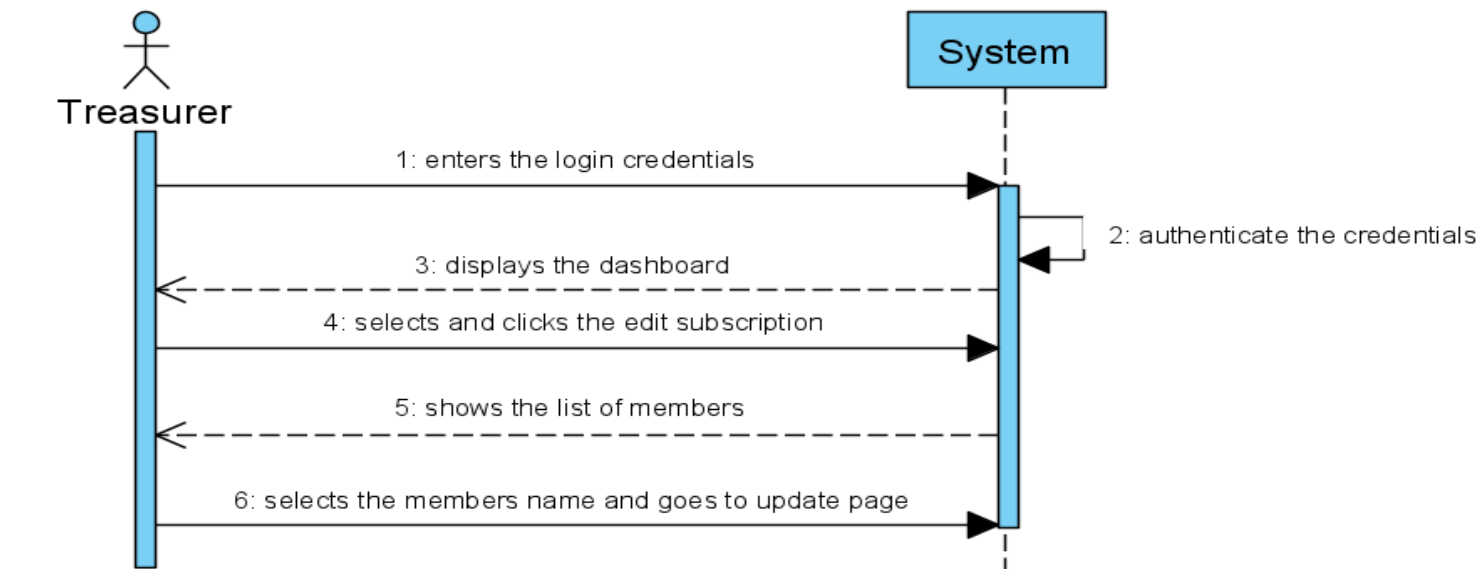 System
Treasurer
1: enters the login credentials
2: authenticate the credentials
3: displays the dashboard
4: selects and clicks the edit subscription
5: shows the list of members
6: selects the members name and goes to update page